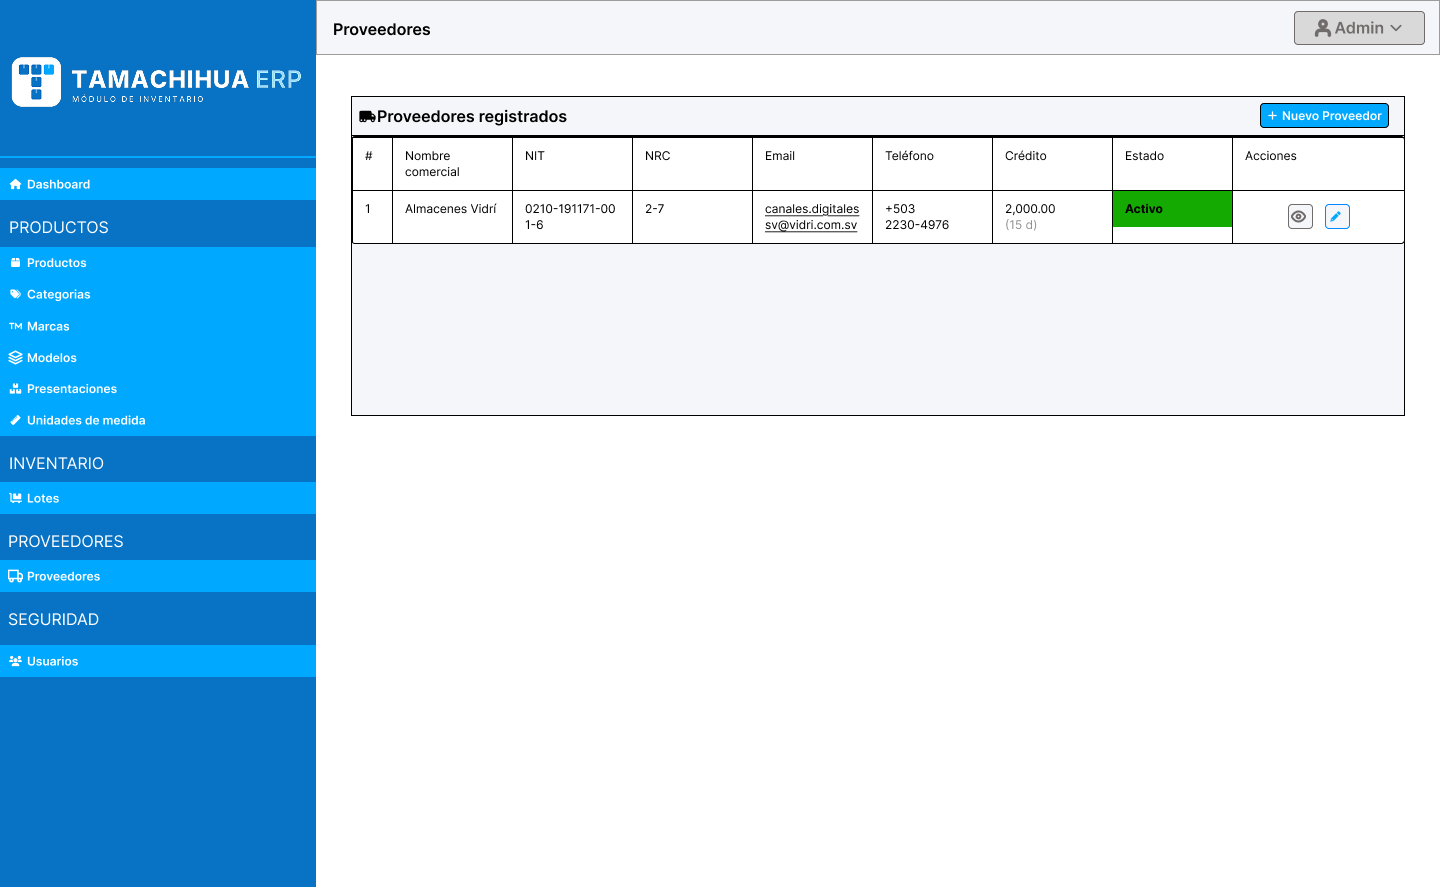 TAMACHIHUA ERP
MÓDULO DE INVENTARIO
Dashboard
PRODUCTOS
Productos
Categorias
TM Marcas
Modelos
Presentaciones
Unidades de medida
INVENTARIO
Lotes
PROVEEDORES
Proveedores
SEGURIDAD
Usuarios
Proveedores
Admin
Proveedores registrados
+ Nuevo Proveedor
#
Nombre
comercial
NIT
NRC
Email
Teléfono
Crédito
Estado
Acciones
1
Almacenes Vidrí
0210-191171-00
1-6
2-7
canales.digitales
sv@vidri.com.sv
+503
2230-4976
2,000.00
(15 d)
Activo